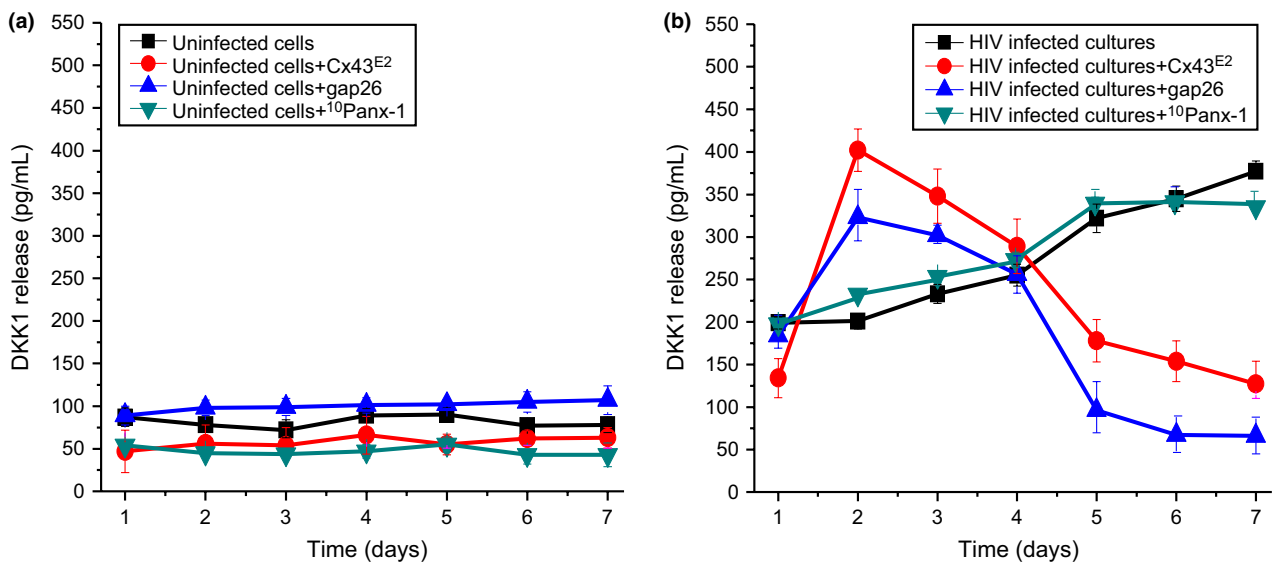 (a)
DKK1 release (pg/mL)
550
500
450
400
350
300
250
200
150
100
50
0
Uninfected cells
Uninfected cells+Cx43E2
Uninfected cells+gap26
Uninfected cells+10Panx-1
1 2 3 4 5 6 7
Time (days)
(b)
DKK1 release (pg/mL)
550
500
450
400
350
300
250
200
150
100
50
0
HIV infected cultures
HIV infected cultures+Cx43E2
HIV infected cultures+gap26
HIV infected cultures+10Panx-1
1 2 3 4 5 6 7
Time (days)